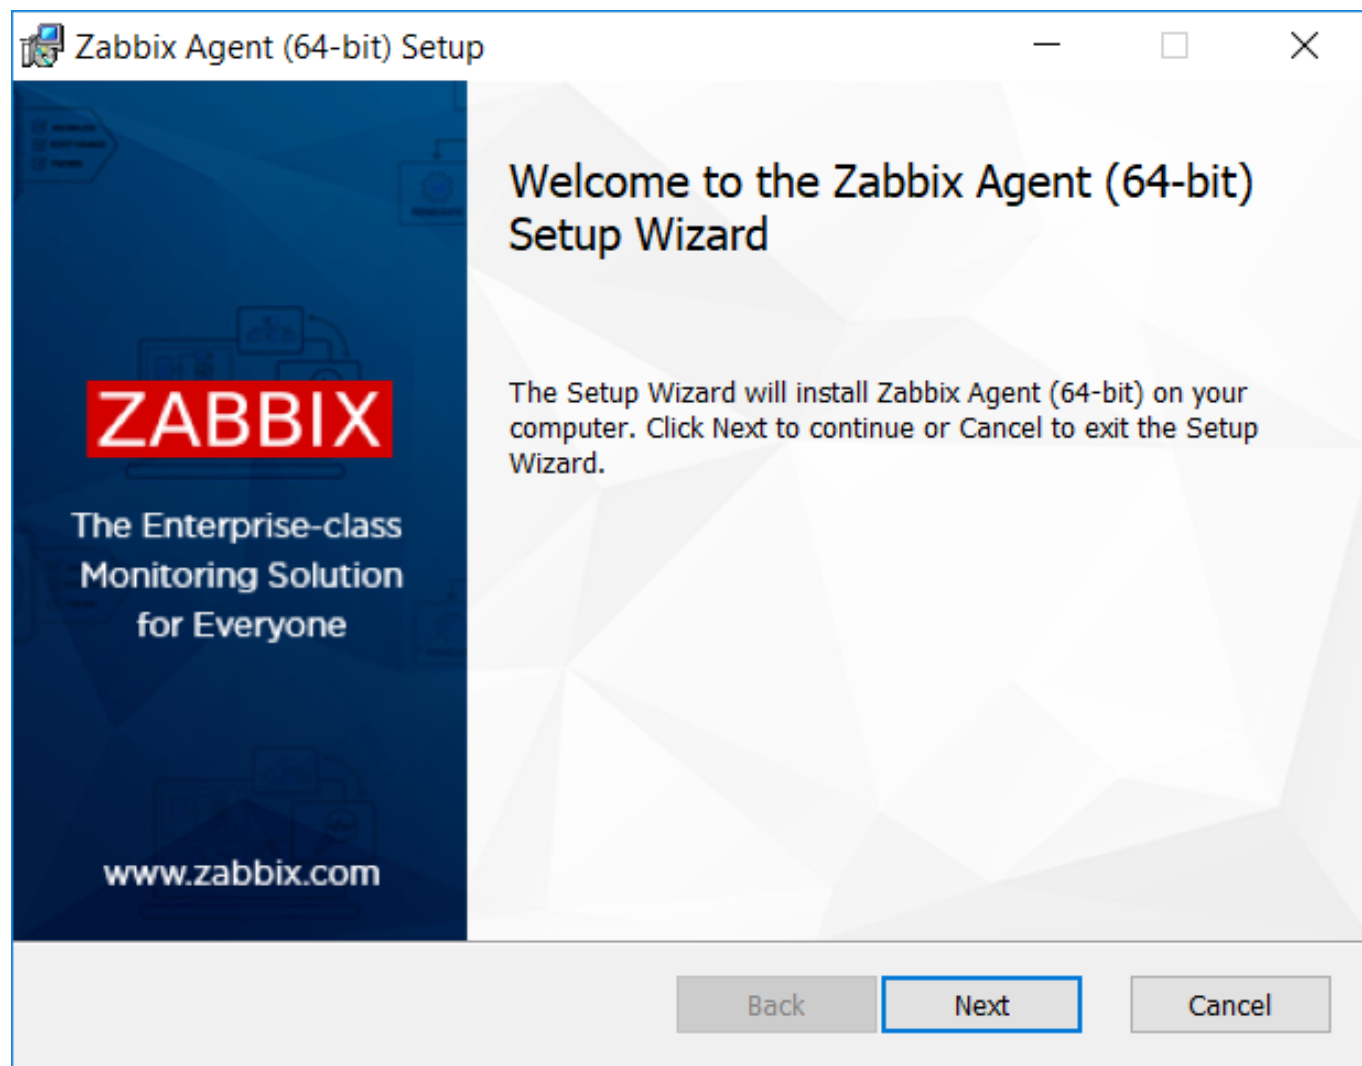 Zabbix Agent (64-bit) Setup
Welcome to the Zabbix Agent (64-bit)
Setup Wizard
The Setup Wizard will install Zabbix Agent (64-bit) on your
computer. Click Next to continue or Cancel to exit the Setup
Wizard.
ZABBIX
The Enterprise-class
Monitoring Solution
for Everyone
www.zabbix.com
Back
Next
Cancel